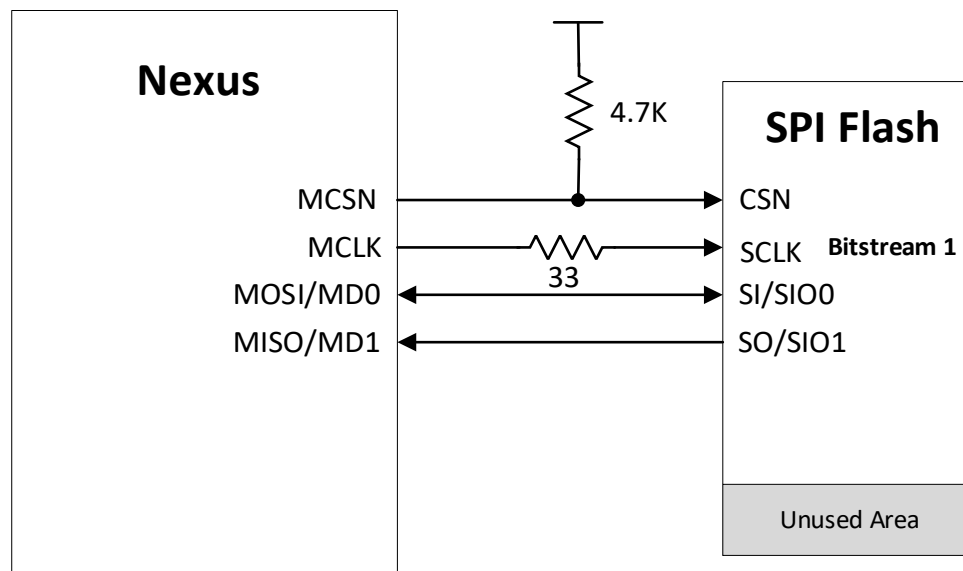 Nexus
4.7K
SPI Flash
MCSN
CSN
MCLK
SCLK
Bitstream 1
33
MOSI/MD0
SI/SIO0
MISO/MD1
SO/SIO1
Unused Area